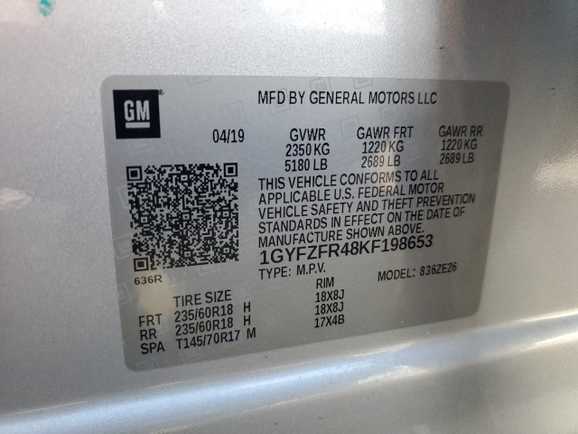 GM
MFD BY GENERAL MOTORS LLC
04/19 GVWR GAWR FRT GAWR RR
2350 KG 1220 KG 1220 KG
5180 LB 2689 LB 2689 LB
THIS VEHICLE CONFORMS TO ALL
APPLICABLE U.S. FEDERAL MOTOR
VEHICLE SAFETY AND THEFT PREVENTION
STANDARDS IN EFFECT ON THE DATE OF
MANUFACTURE SHOWN ABOVE.
1GYFZFR48KF198653
636R TYPE: M.P.V. MODEL: 836ZE26
TIRE SIZE RIM
FRT 235/60R18 H 18X8J
RR 235/60R18 H 18X8J
SPA T145/70R17 M 17X4B